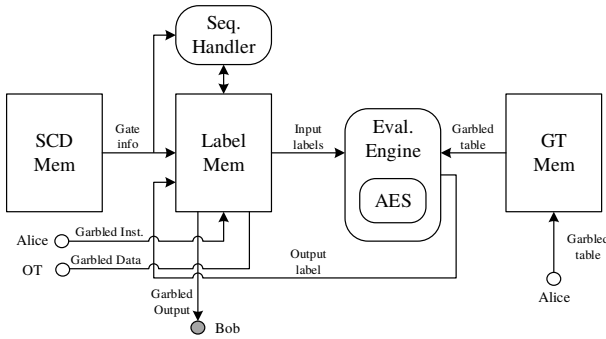 Seq.
Handler
SCD
Mem
Gate
info
Label
Mem
Input
labels
Eval.
Engine
AES
Garbled
table
GT
Mem
Alice
Garbled Inst.
OT
Garbled Data
Output
label
Garbled
Output
Bob
Garbled
table
Alice